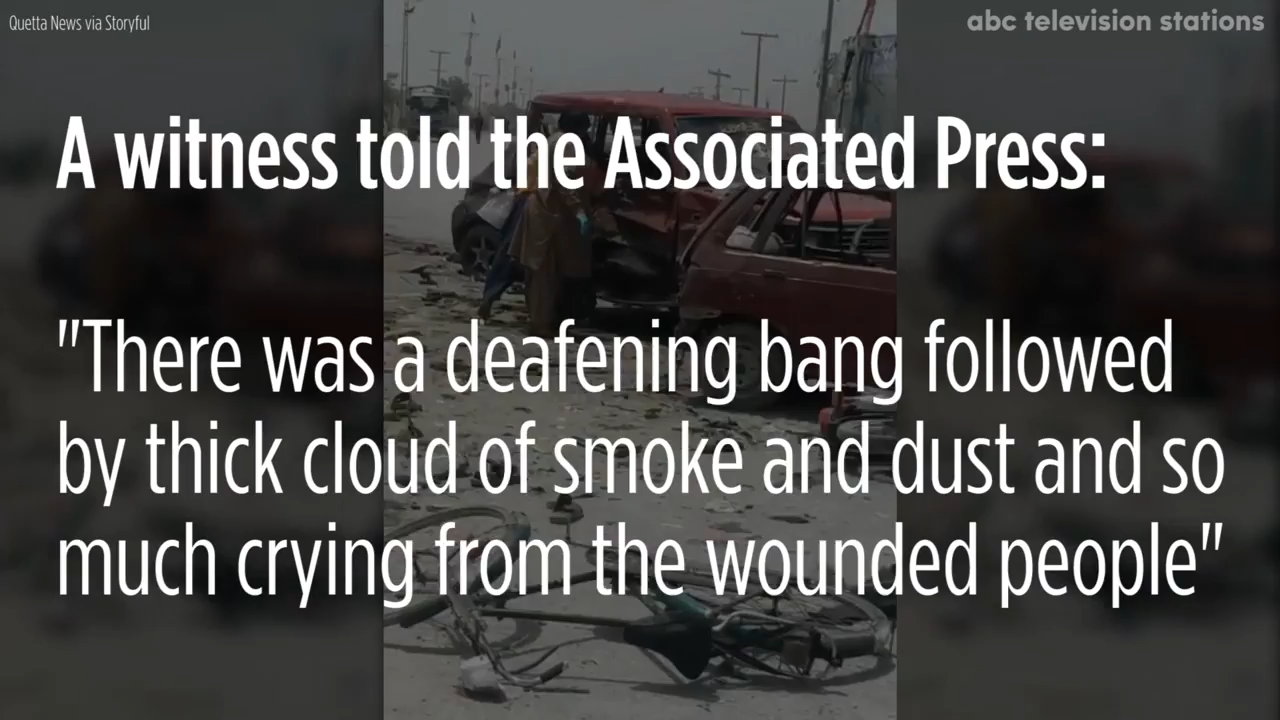 Quetta News via Storyful
abc television stations
A witness told the Associated Press:
"There was a deafening bang followed
by thick cloud of smoke and dust and so
much crying from the wounded people"